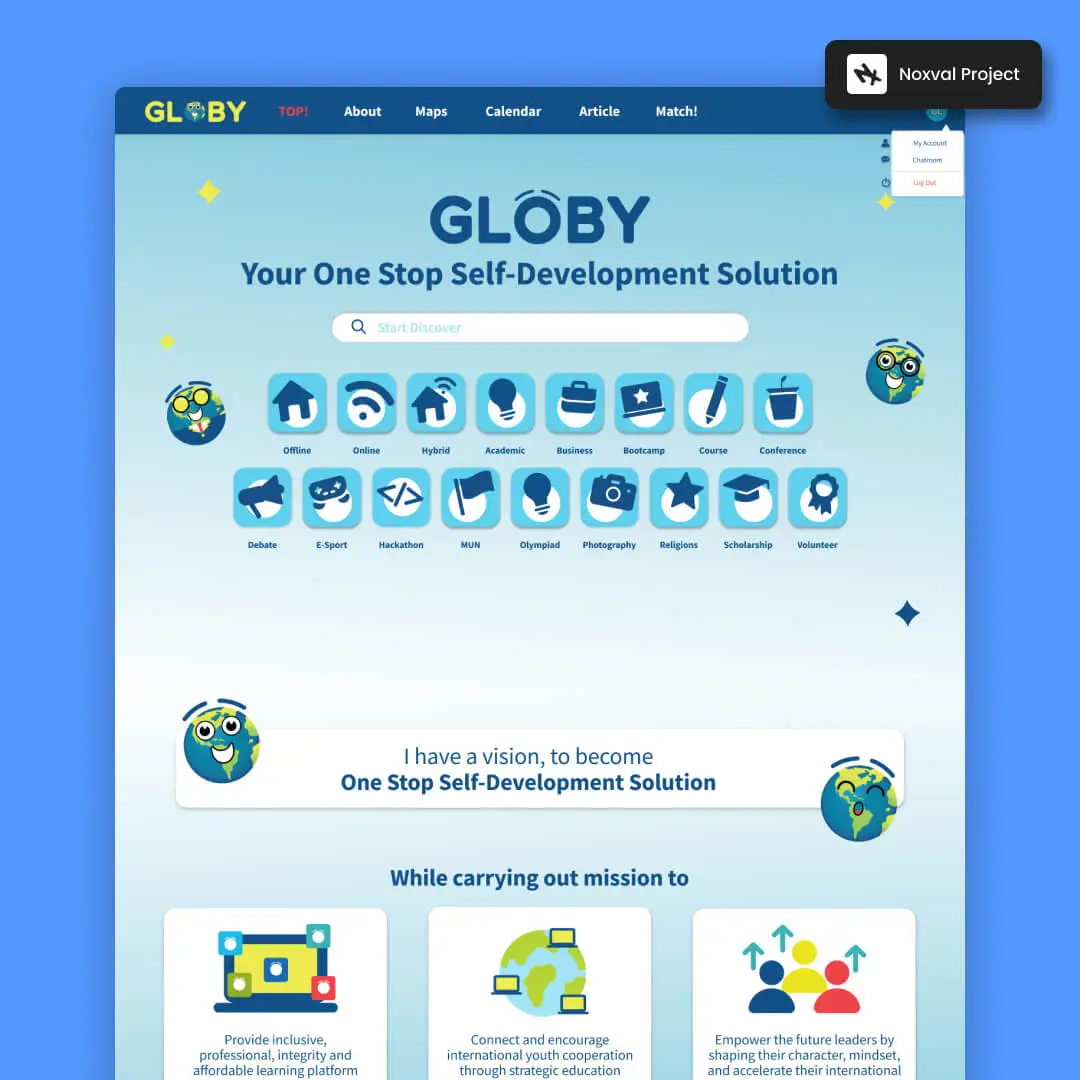 Noxval Project
GLOBY
TOP!
About
Maps
Calendar
Article
Match!
GL
My Account
Chatroom
Log Out
GLOBY
Your One Stop Self-Development Solution
Start Discover
Offline
Online
Hybrid
Academic
Business
Bootcamp
Course
Conference
Debate
E-Sport
Hackathon
MUN
Olympiad
Photography
Religions
Scholarship
Volunteer
I have a vision, to become
One Stop Self-Development Solution
While carrying out mission to
Provide inclusive,
professional, integrity and
affordable learning platform
Connect and encourage
international youth cooperation
through strategic education
Empower the future leaders by
shaping their character, mindset,
and accelerate their international